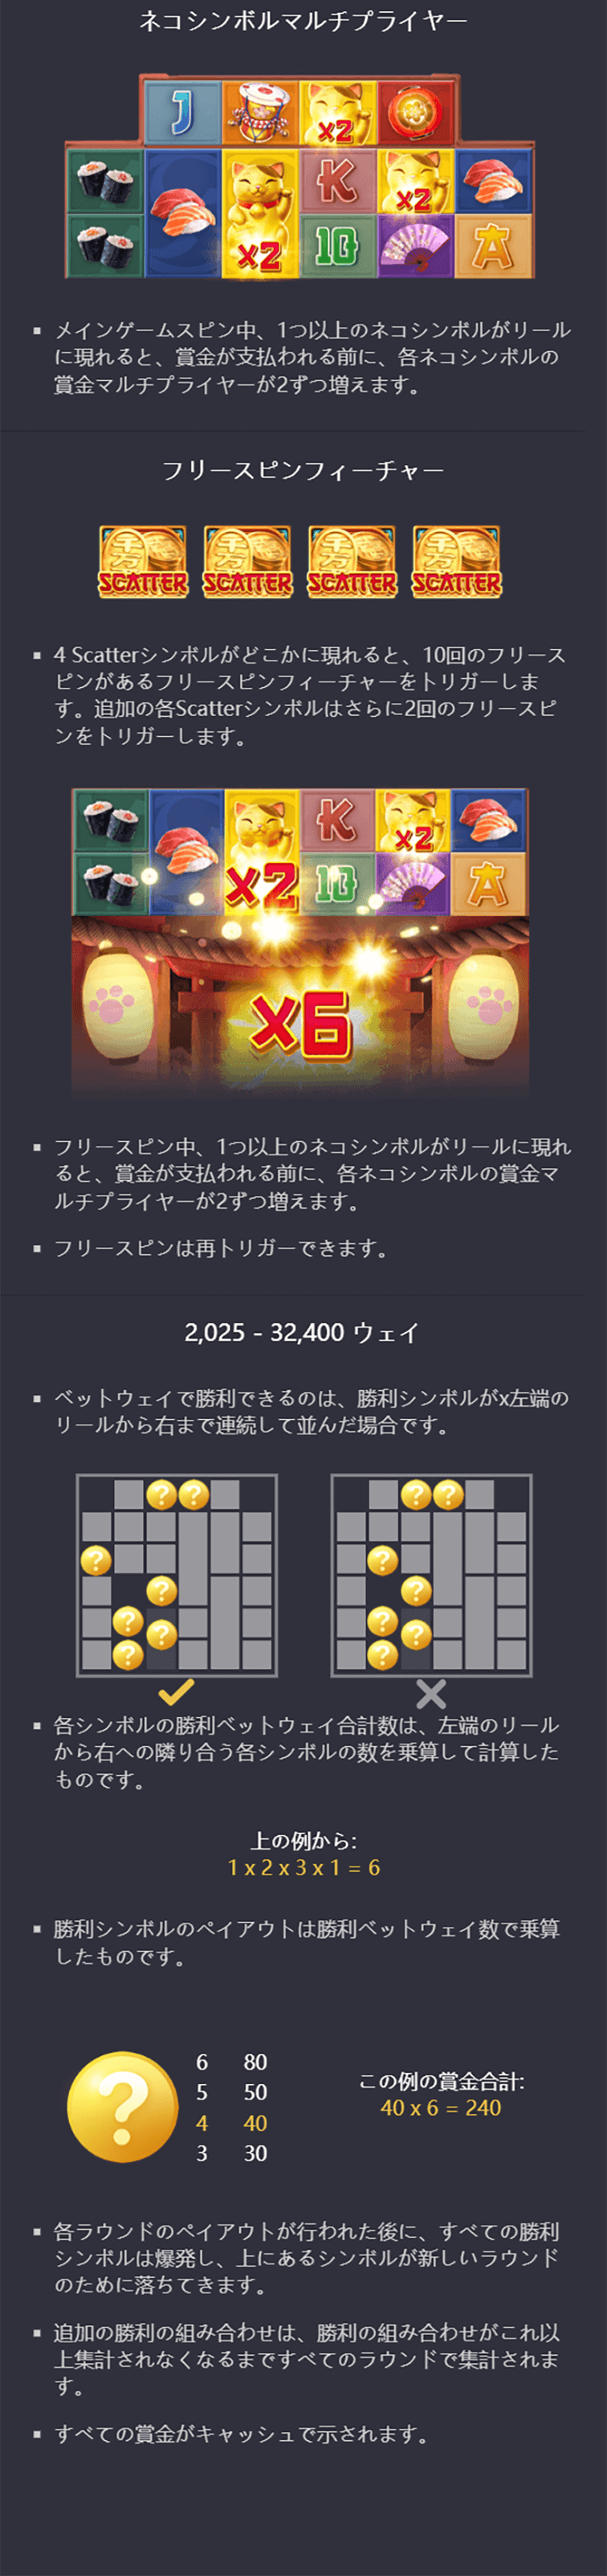 ネコシンボルマルチプライヤー
J
x2
K
x2
x2
10
A
メインゲームスピン中、1つ以上のネコシンボルがリール
に現れると、賞金が支払われる前に、各ネコシンボルの
賞金マルチプライヤーが2ずつ増えます。
フリースピンフィーチャー
千万 千万 千万 千万
SCATTER SCATTER SCATTER SCATTER
4 Scatterシンボルがどこかに現れると、10回のフリース
ピンがあるフリースピンフィーチャーをトリガーしま
す。追加の各Scatterシンボルはさらに2回のフリースピ
ンをトリガーします。
K
x2
x2
10
A
x6
フリースピン中、1つ以上のネコシンボルがリールに現れ
ると、賞金が支払われる前に、各ネコシンボルの賞金マ
ルチプライヤーが2ずつ増えます。
フリースピンは再トリガーできます。
2,025 - 32,400 ウェイ
ベットウェイで勝利できるのは、勝利シンボルがx左端の
リールから右まで連続して並んだ場合です。
? ? ? ?
? ?
? ?
? ? ? ?
? ?
各シンボルの勝利ベットウェイ合計数は、左端のリール
から右への隣り合う各シンボルの数を乗算して計算した
ものです。
上の例から:
1 x 2 x 3 x 1 = 6
勝利シンボルのペイアウトは勝利ベットウェイ数で乗算
したものです。
?
6 80
5 50
4 40
3 30
この例の賞金合計:
40 x 6 = 240
各ラウンドのペイアウトが行われた後に、すべての勝利
シンボルは爆発し、上にあるシンボルが新しいラウンド
のために落ちてきます。
追加の勝利の組み合わせは、勝利の組み合わせがこれ以
上集計されなくなるまですべてのラウンドで集計されま
す。
すべての賞金がキャッシュで示されます。